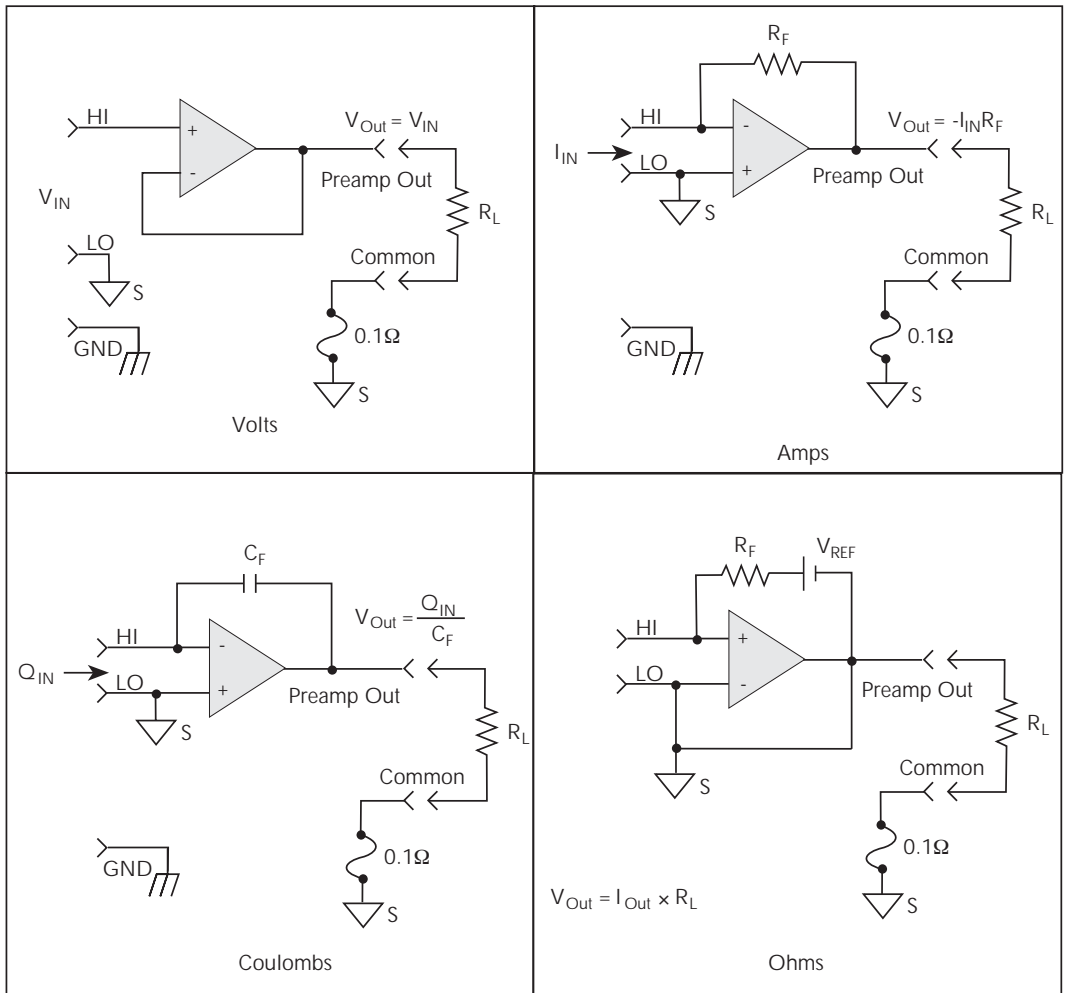 HI
+
V_Out = V_IN
-
Preamp Out
V_IN
R_L
LO
Common
S
0.1Ω
GND
S
Volts
R_F
HI
-
V_Out = -I_IN R_F
I_IN
LO
+
Preamp Out
S
R_L
Common
GND
0.1Ω
S
Amps
C_F
V_Out = Q_IN / C_F
HI
-
Q_IN
LO
+
Preamp Out
S
R_L
Common
GND
0.1Ω
S
Coulombs
R_F
V_REF
HI
+
LO
-
Preamp Out
R_L
S
Common
0.1Ω
V_Out = I_Out × R_L
S
Ohms